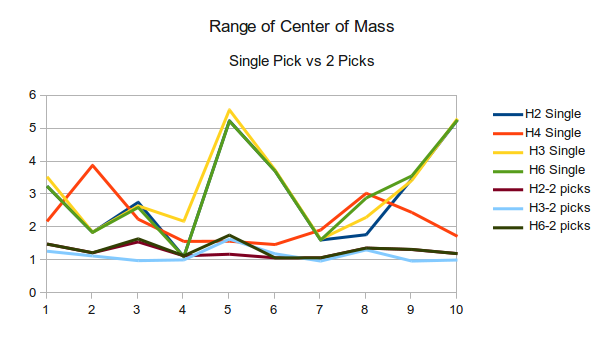 Range of Center of Mass
Single Pick vs 2 Picks
6
5
4
3
2
1
0
1 2 3 4 5 6 7 8 9 10
H2 Single
H4 Single
H3 Single
H6 Single
H2-2 picks
H3-2 picks
H6-2 picks